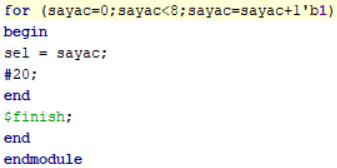 for (sayac=0;sayac<8;sayac=sayac+1'b1)
begin
sel = sayac;
#20;
end
$finish;
end
endmodule